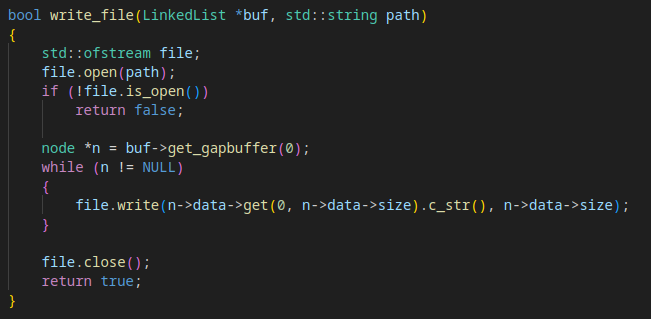 bool write_file(LinkedList *buf, std::string path)
{
    std::ofstream file;
    file.open(path);
    if (!file.is_open())
        return false;

    node *n = buf->get_gapbuffer(0);
    while (n != NULL)
    {
        file.write(n->data->get(0, n->data->size).c_str(), n->data->size);
    }

    file.close();
    return true;
}